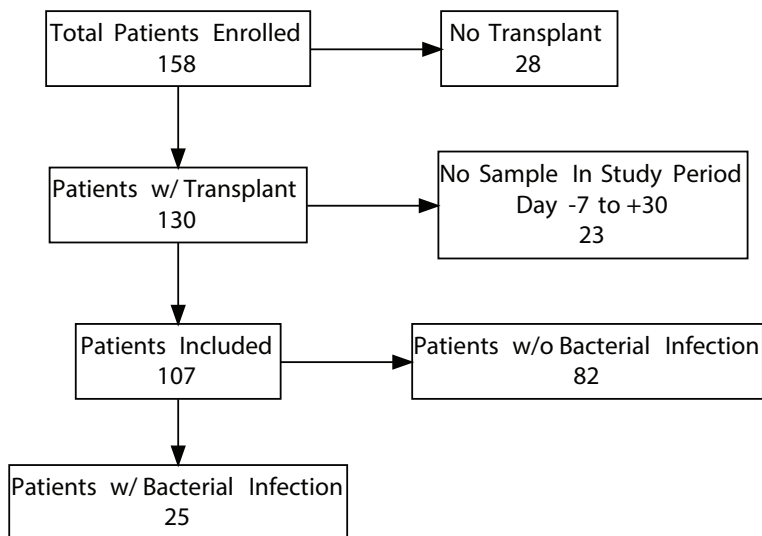 Total Patients Enrolled
158
No Transplant
28
Patients w/ Transplant
130
No Sample In Study Period
Day -7 to +30
23
Patients Included
107
Patients w/o Bacterial Infection
82
Patients w/ Bacterial Infection
25